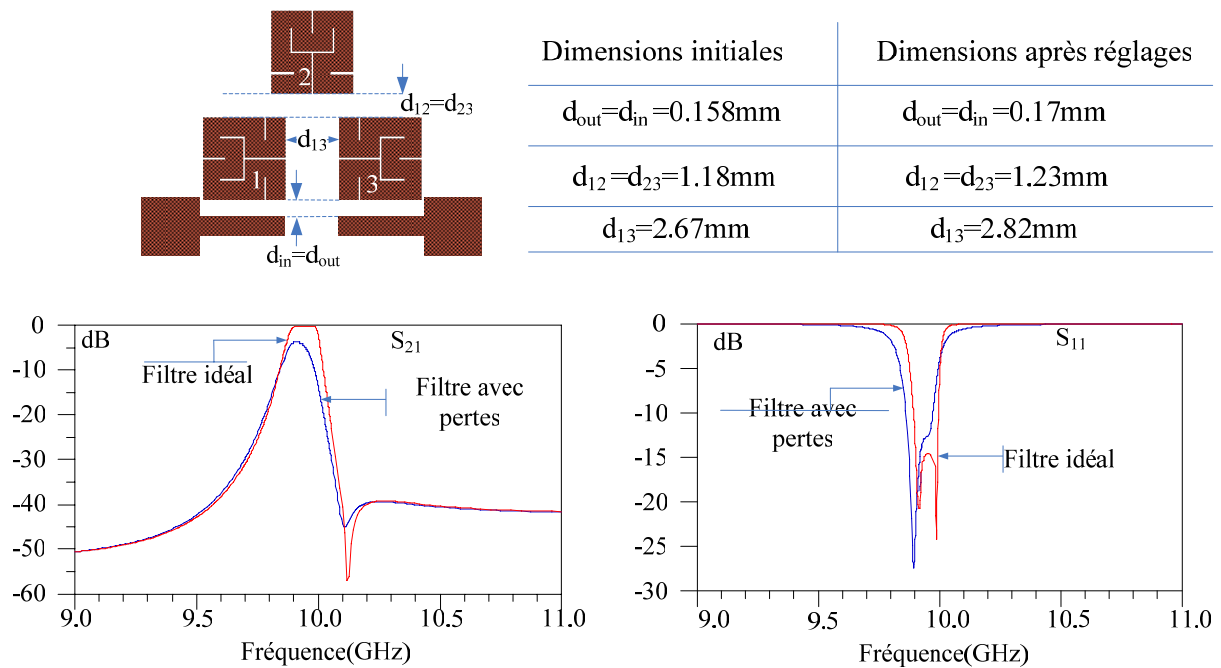 2
d12=d23
d13
1
3
din=dout
Dimensions initiales
Dimensions après réglages
dout=din=0.158mm
dout=din=0.17mm
d12=d23=1.18mm
d12=d23=1.23mm
d13=2.67mm
d13=2.82mm
0
-10
-20
-30
-40
-50
-60
dB
S21
Filtre idéal
Filtre avec
pertes
9.0
9.5
10.0
10.5
11.0
Fréquence(GHz)
0
-5
-10
-15
-20
-25
-30
dB
S11
Filtre avec
pertes
Filtre idéal
9.0
9.5
10.0
10.5
11.0
Fréquence(GHz)